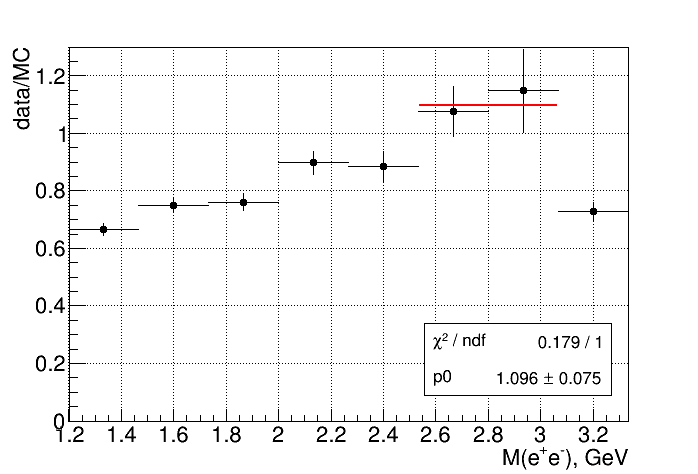 data/MC
1.2
1
0.8
0.6
0.4
0.2
0
χ² / ndf 0.179 / 1
p0 1.096 ± 0.075
1.2 1.4 1.6 1.8 2 2.2 2.4 2.6 2.8 3 3.2
M(e⁺e⁻), GeV